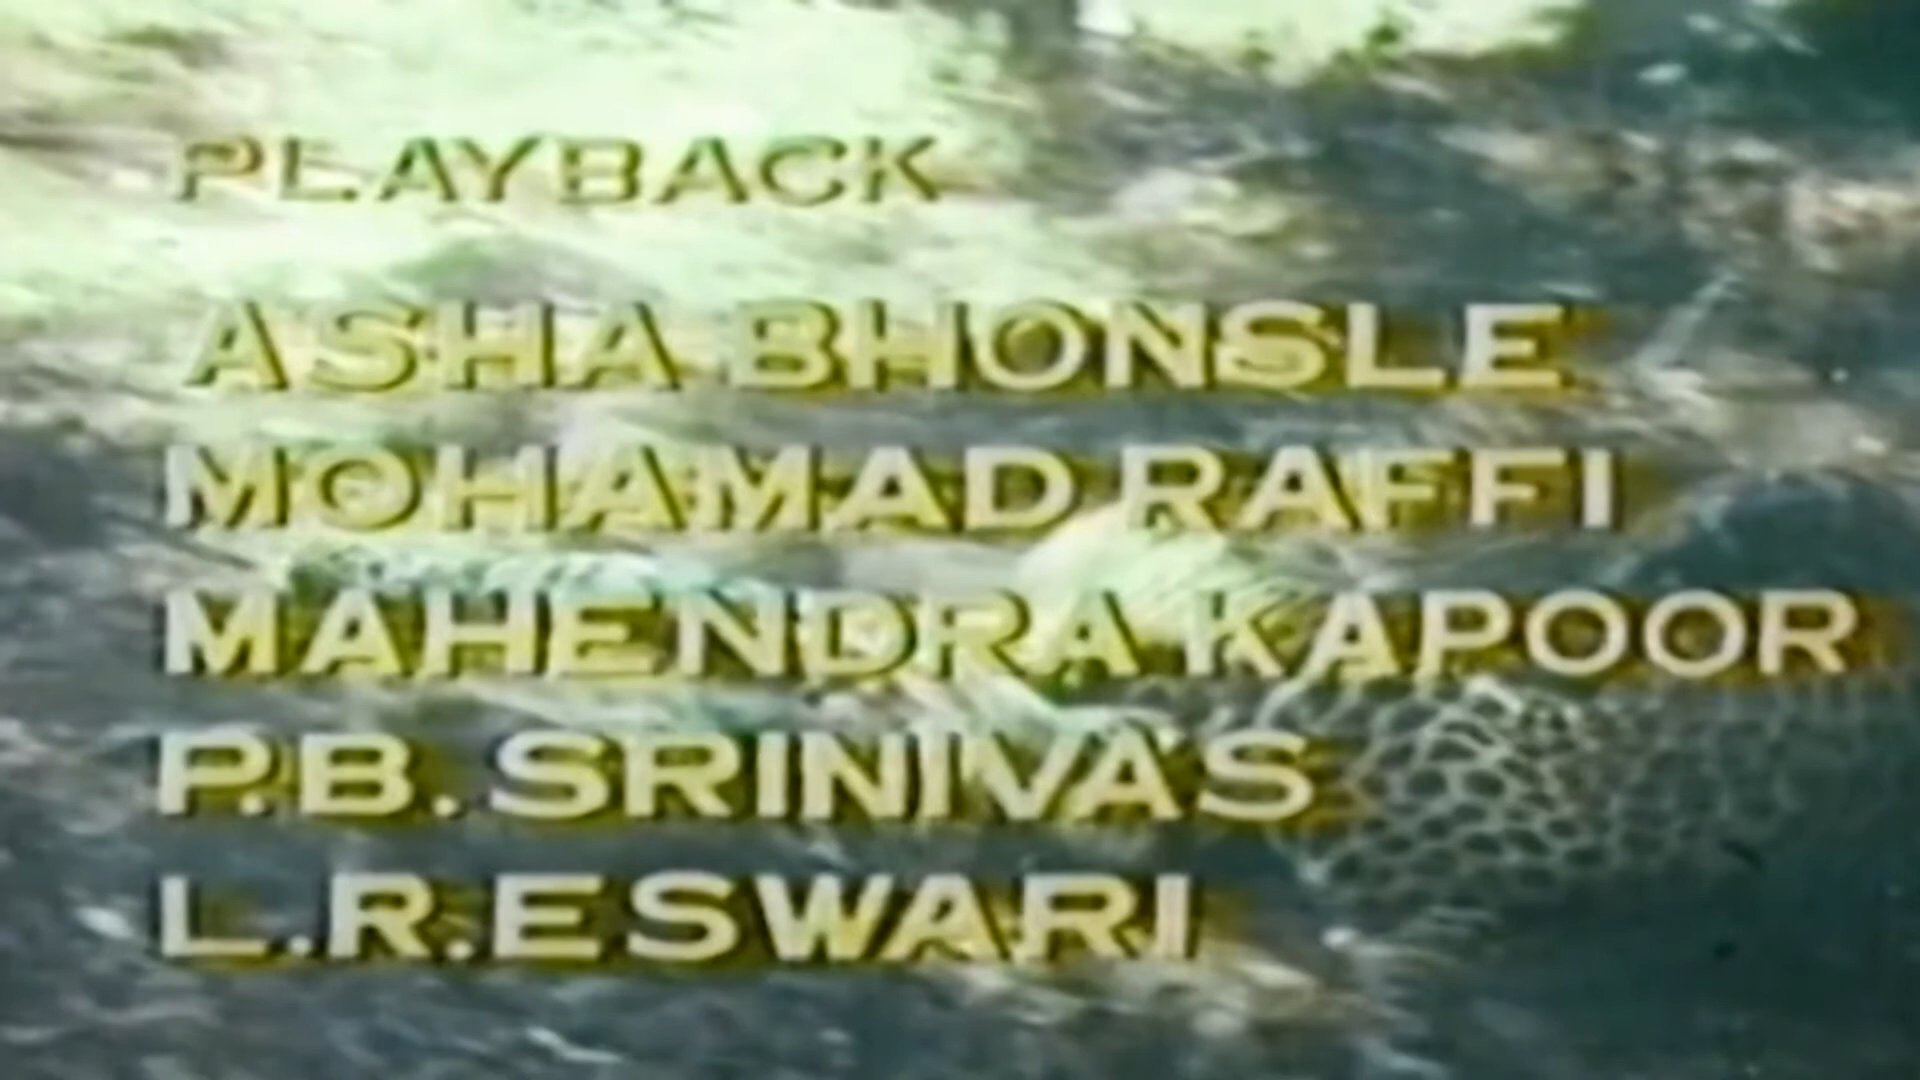 PLAYBACK
ASHA BHONSLE
MOHAMAD RAFFI
MAHENDRA KAPOOR
P.B. SRINIVAS
L.R.ESWARI